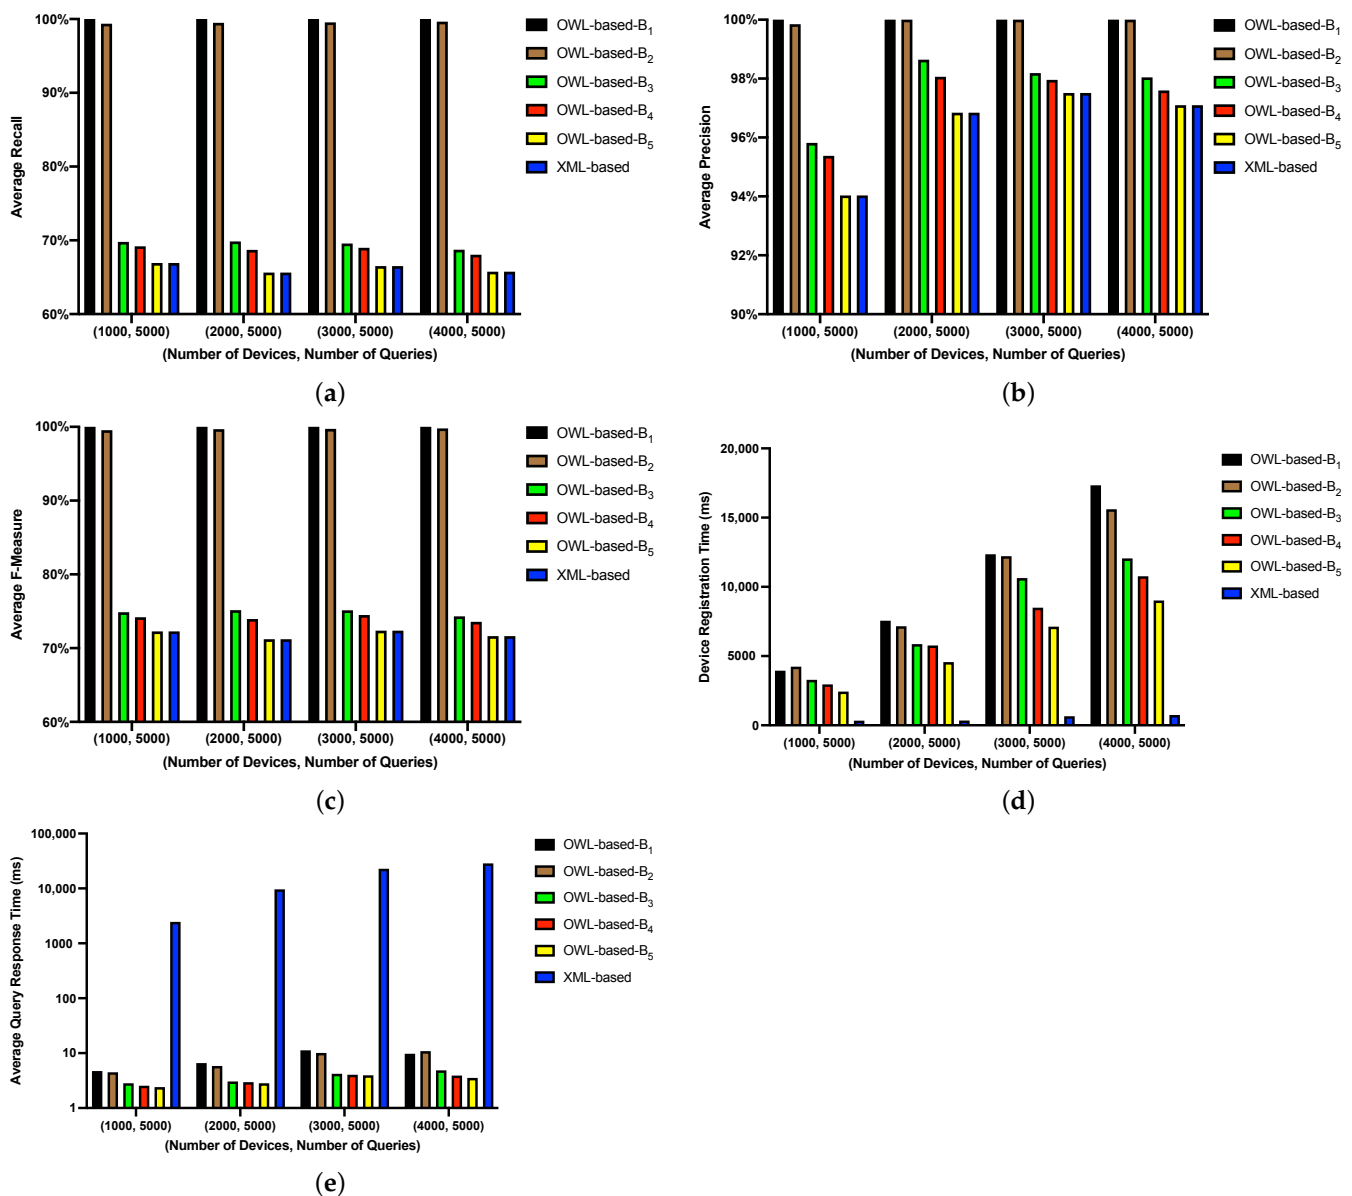 100%
90%
80%
70%
60%
Average Recall
(1000, 5000)
(2000, 5000)
(3000, 5000)
(4000, 5000)
(Number of Devices, Number of Queries)
OWL-based-B1
OWL-based-B2
OWL-based-B3
OWL-based-B4
OWL-based-B5
XML-based
(a)
100%
98%
96%
94%
92%
90%
Average Precision
(1000, 5000)
(2000, 5000)
(3000, 5000)
(4000, 5000)
(Number of Devices, Number of Queries)
OWL-based-B1
OWL-based-B2
OWL-based-B3
OWL-based-B4
OWL-based-B5
XML-based
(b)
100%
90%
80%
70%
60%
Average F-Measure
(1000, 5000)
(2000, 5000)
(3000, 5000)
(4000, 5000)
(Number of Devices, Number of Queries)
OWL-based-B1
OWL-based-B2
OWL-based-B3
OWL-based-B4
OWL-based-B5
XML-based
(c)
20,000
15,000
10,000
5000
0
Device Registration Time (ms)
(1000, 5000)
(2000, 5000)
(3000, 5000)
(4000, 5000)
(Number of Devices, Number of Queries)
OWL-based-B1
OWL-based-B2
OWL-based-B3
OWL-based-B4
OWL-based-B5
XML-based
(d)
100,000
10,000
1000
100
10
1
Average Query Response Time (ms)
(1000, 5000)
(2000, 5000)
(3000, 5000)
(4000, 5000)
(Number of Devices, Number of Queries)
OWL-based-B1
OWL-based-B2
OWL-based-B3
OWL-based-B4
OWL-based-B5
XML-based
(e)